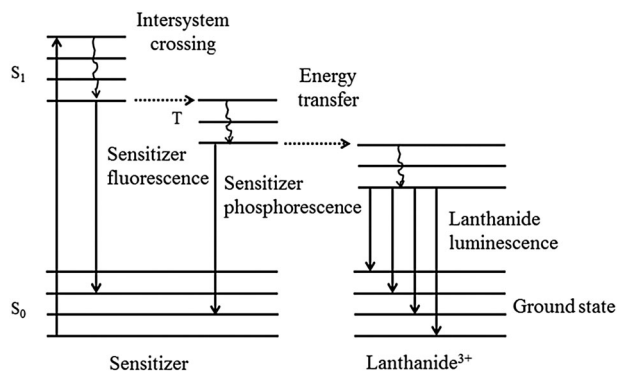 Intersystem
crossing
S₁
Energy
transfer
T
Sensitizer
fluorescence
Sensitizer
phosphorescence
Lanthanide
luminescence
S₀
Ground state
Sensitizer
Lanthanide³⁺